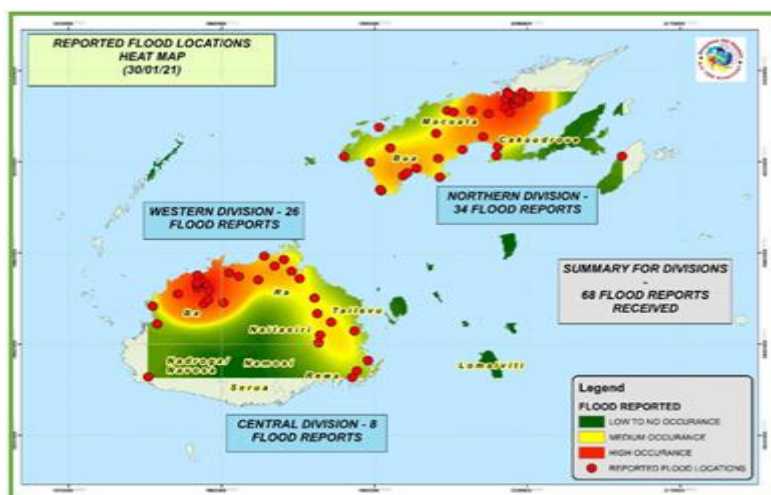 REPORTED FLOOD LOCATIONS
HEAT MAP
(30/01/21)
Macuata
Cakaudrove
Bua
NORTHERN DIVISION -
34 FLOOD REPORTS
WESTERN DIVISION - 26
FLOOD REPORTS
SUMMARY FOR DIVISIONS
-
68 FLOOD REPORTS
RECEIVED
Ra
Ba
Tailevu
Naitasiri
Nadroga/
Navosa
Namosi
Rewa
Serua
Lomaiviti
CENTRAL DIVISION - 8
FLOOD REPORTS
Legend
FLOOD REPORTED
LOW TO NO OCCURANCE
MEDIUM OCCURANCE
HIGH OCCURANCE
REPORTED FLOOD LOCATIONS